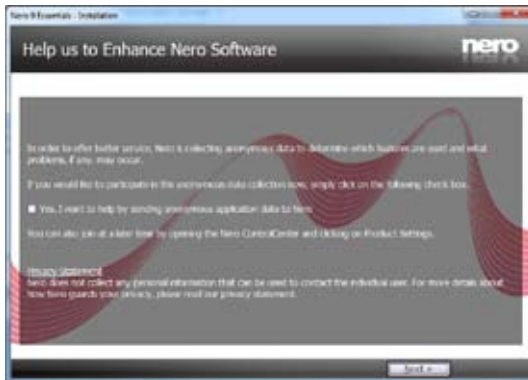 Nero 9 Essentials - Installation
Help us to Enhance Nero Software
nero
In order to offer better service, Nero is collecting anonymous data to determine which features are used and what
problems, if any, may occur.
If you would like to participate in this anonymous data collection now, simply click on the following check box.
Yes, I want to help by sending anonymous application data to Nero
You can also join at a later time by opening the Nero ControlCenter and clicking on Product Settings.
Privacy Statement
Nero does not collect any personal information that can be used to contact the individual user. For more details about
how Nero guards your privacy, please read our privacy statement.
Next >